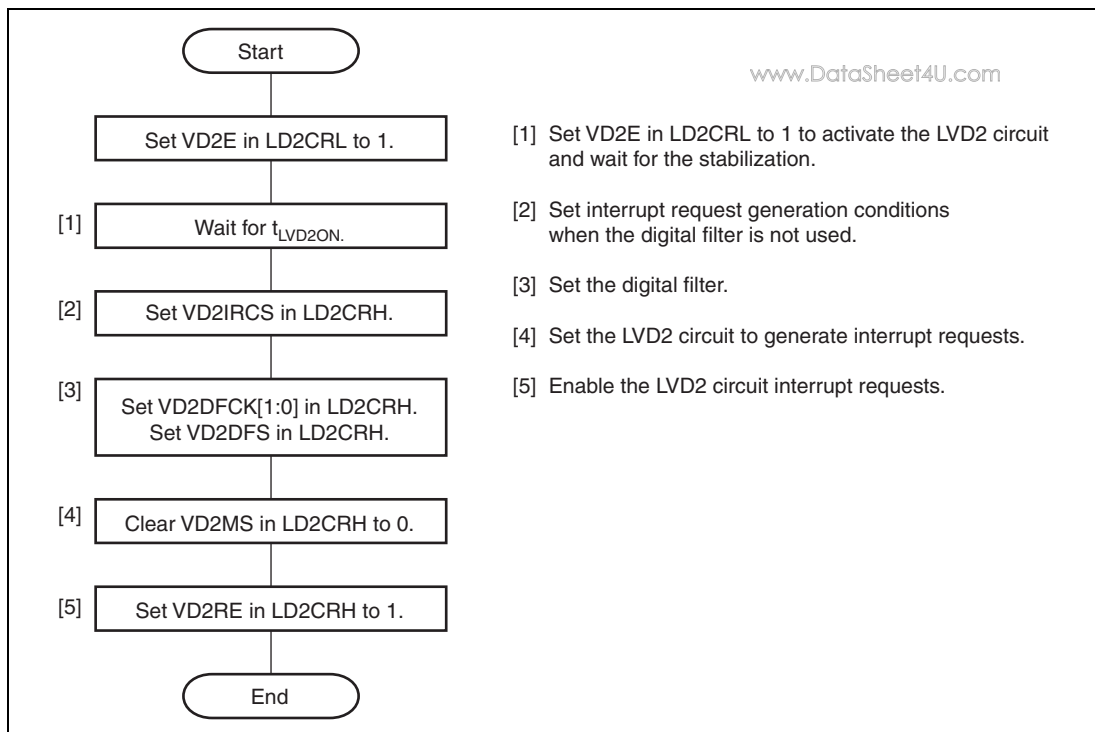 Start
www.DataSheet4U.com
Set VD2E in LD2CRL to 1.
[1] Wait for tLVD2ON.
[2] Set VD2IRCS in LD2CRH.
[3] Set VD2DFCK[1:0] in LD2CRH.
Set VD2DFS in LD2CRH.
[4] Clear VD2MS in LD2CRH to 0.
[5] Set VD2RE in LD2CRH to 1.
End
[1] Set VD2E in LD2CRL to 1 to activate the LVD2 circuit
and wait for the stabilization.
[2] Set interrupt request generation conditions
when the digital filter is not used.
[3] Set the digital filter.
[4] Set the LVD2 circuit to generate interrupt requests.
[5] Enable the LVD2 circuit interrupt requests.